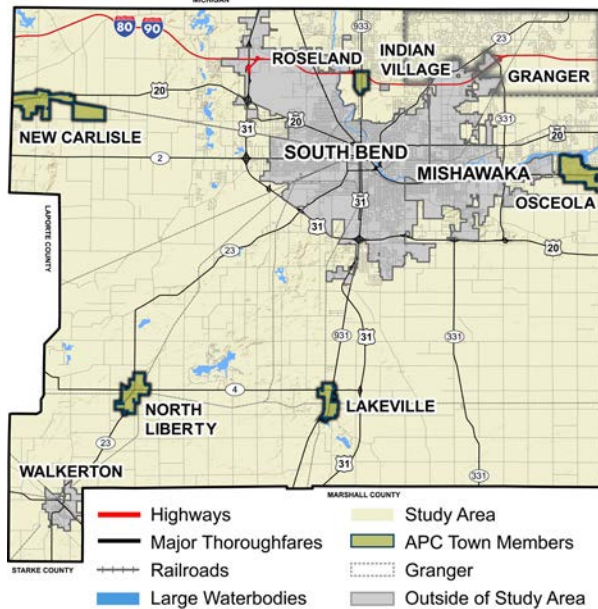 MICHIGAN
80
90
933
23
ROSELAND
INDIAN
VILLAGE
GRANGER
20
20
331
NEW CARLISLE
31
20
20
2
SOUTH BEND
MISHAWAKA
OSCEOLA
31
31
LAPORTE COUNTY
23
20
931
31
331
4
NORTH
LIBERTY
LAKEVILLE
23
31
331
WALKERTON
MARSHALL COUNTY
STARKE COUNTY
Highways
Major Thoroughfares
Railroads
Large Waterbodies
Study Area
APC Town Members
Granger
Outside of Study Area